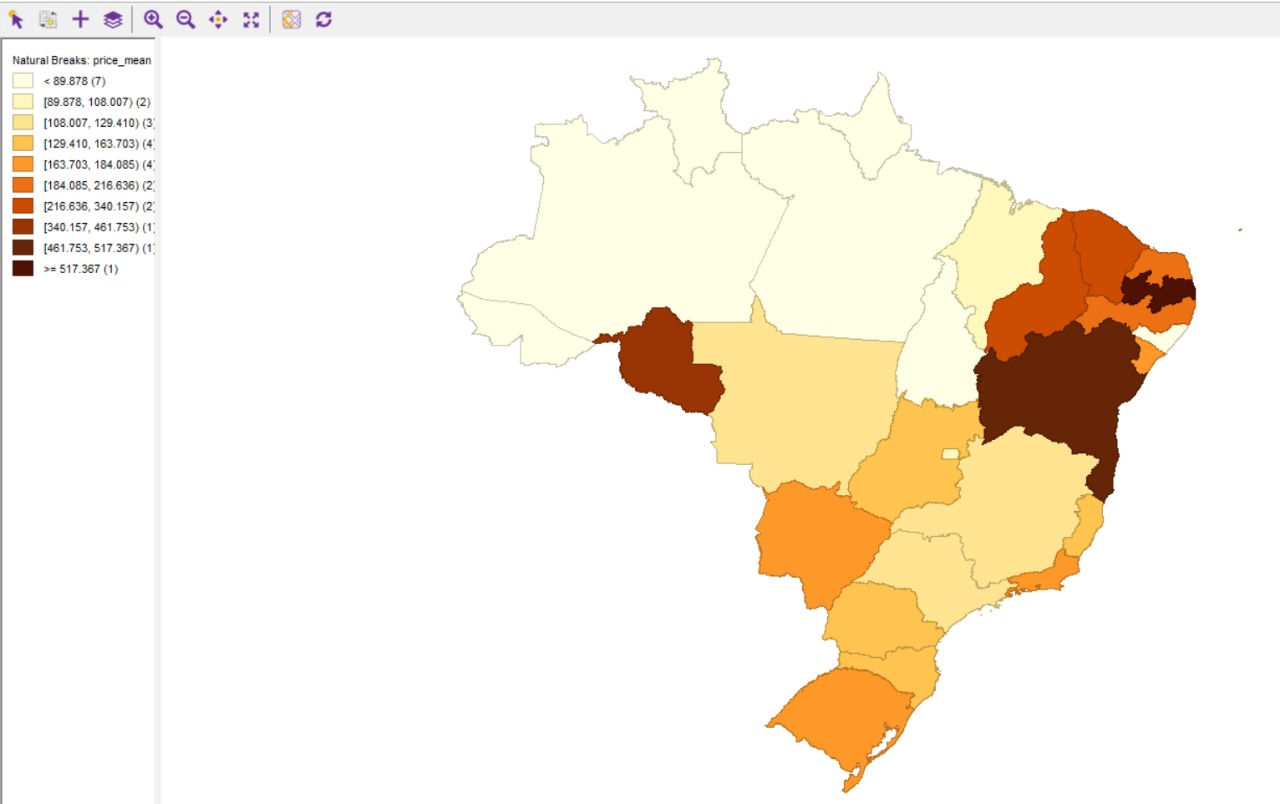 Natural Breaks: price_mean
< 89.878 (7)
[89.878, 108.007) (2)
[108.007, 129.410) (3)
[129.410, 163.703) (4)
[163.703, 184.085) (4)
[184.085, 216.636) (2)
[216.636, 340.157) (2)
[340.157, 461.753) (1)
[461.753, 517.367) (1)
>= 517.367 (1)